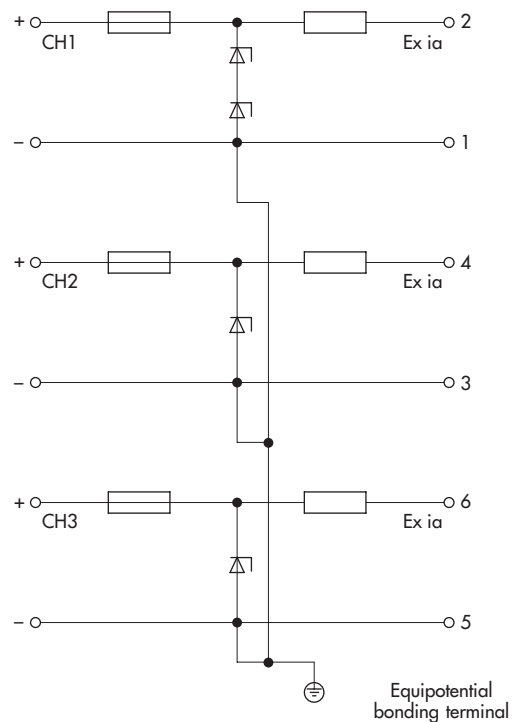 + 2
CH1 Ex ia
– 1
+ 4
CH2 Ex ia
– 3
+ 6
CH3 Ex ia
– 5
Equipotential
bonding terminal